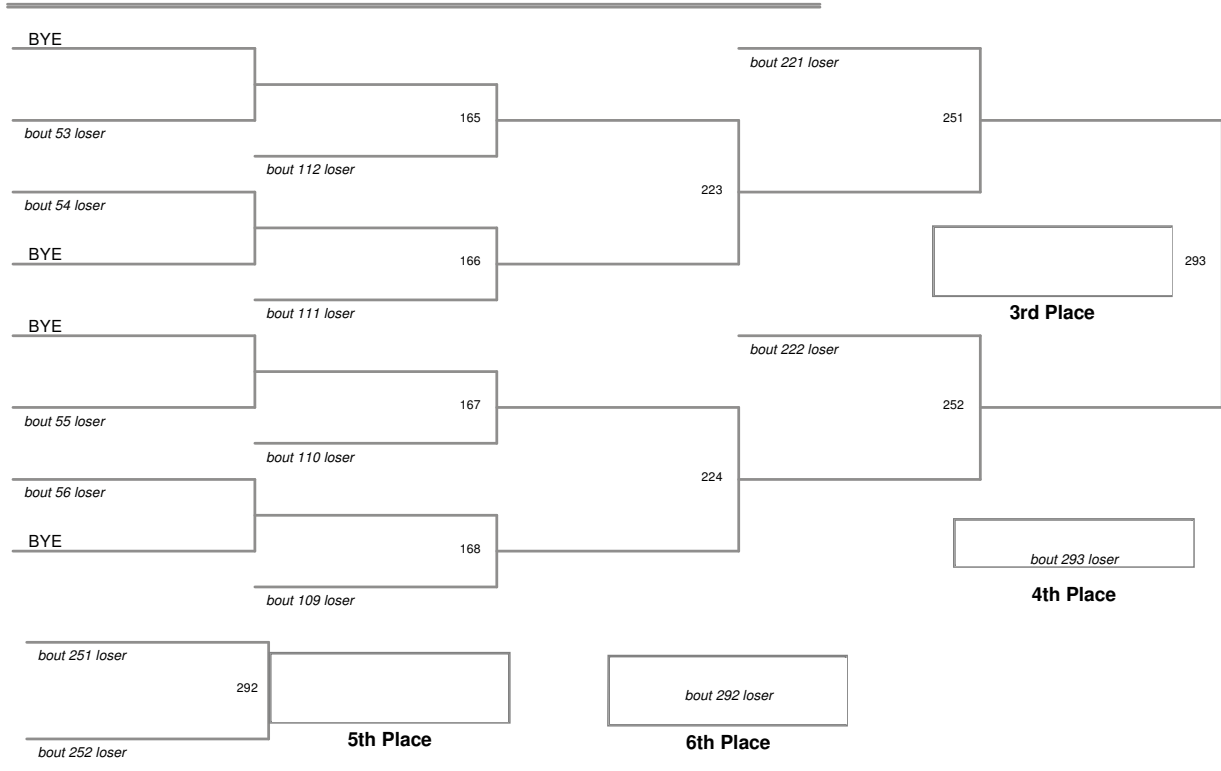 BYE
bout 221 loser
bout 53 loser
165
251
bout 112 loser
bout 54 loser
223
BYE
166
293
bout 111 loser
3rd Place
BYE
bout 222 loser
bout 55 loser
167
252
bout 110 loser
bout 56 loser
224
BYE
168
bout 293 loser
4th Place
bout 109 loser
bout 251 loser
292
bout 292 loser
5th Place
6th Place
bout 252 loser